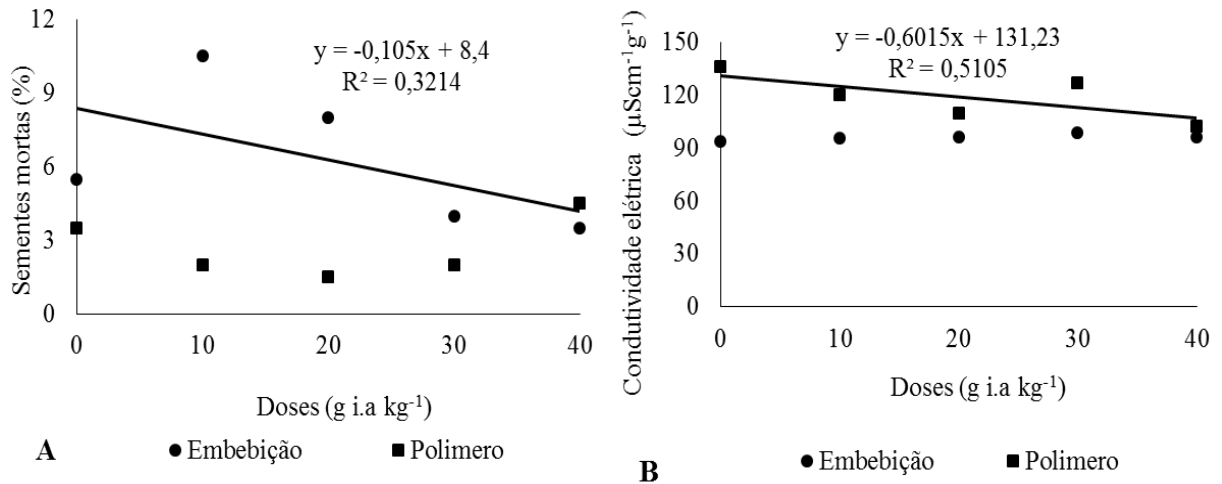 Sementes mortas (%)
12
9
6
3
0
y = -0,105x + 8,4
R² = 0,3214
0 10 20 30 40
Doses (g i.a kg⁻¹)
A
Embebição Polimero
Condutividade elétrica (µScm⁻¹g⁻¹)
150
120
90
60
30
0
y = -0,6015x + 131,23
R² = 0,5105
0 10 20 30 40
Doses (g i.a kg⁻¹)
B
Embebição Polimero